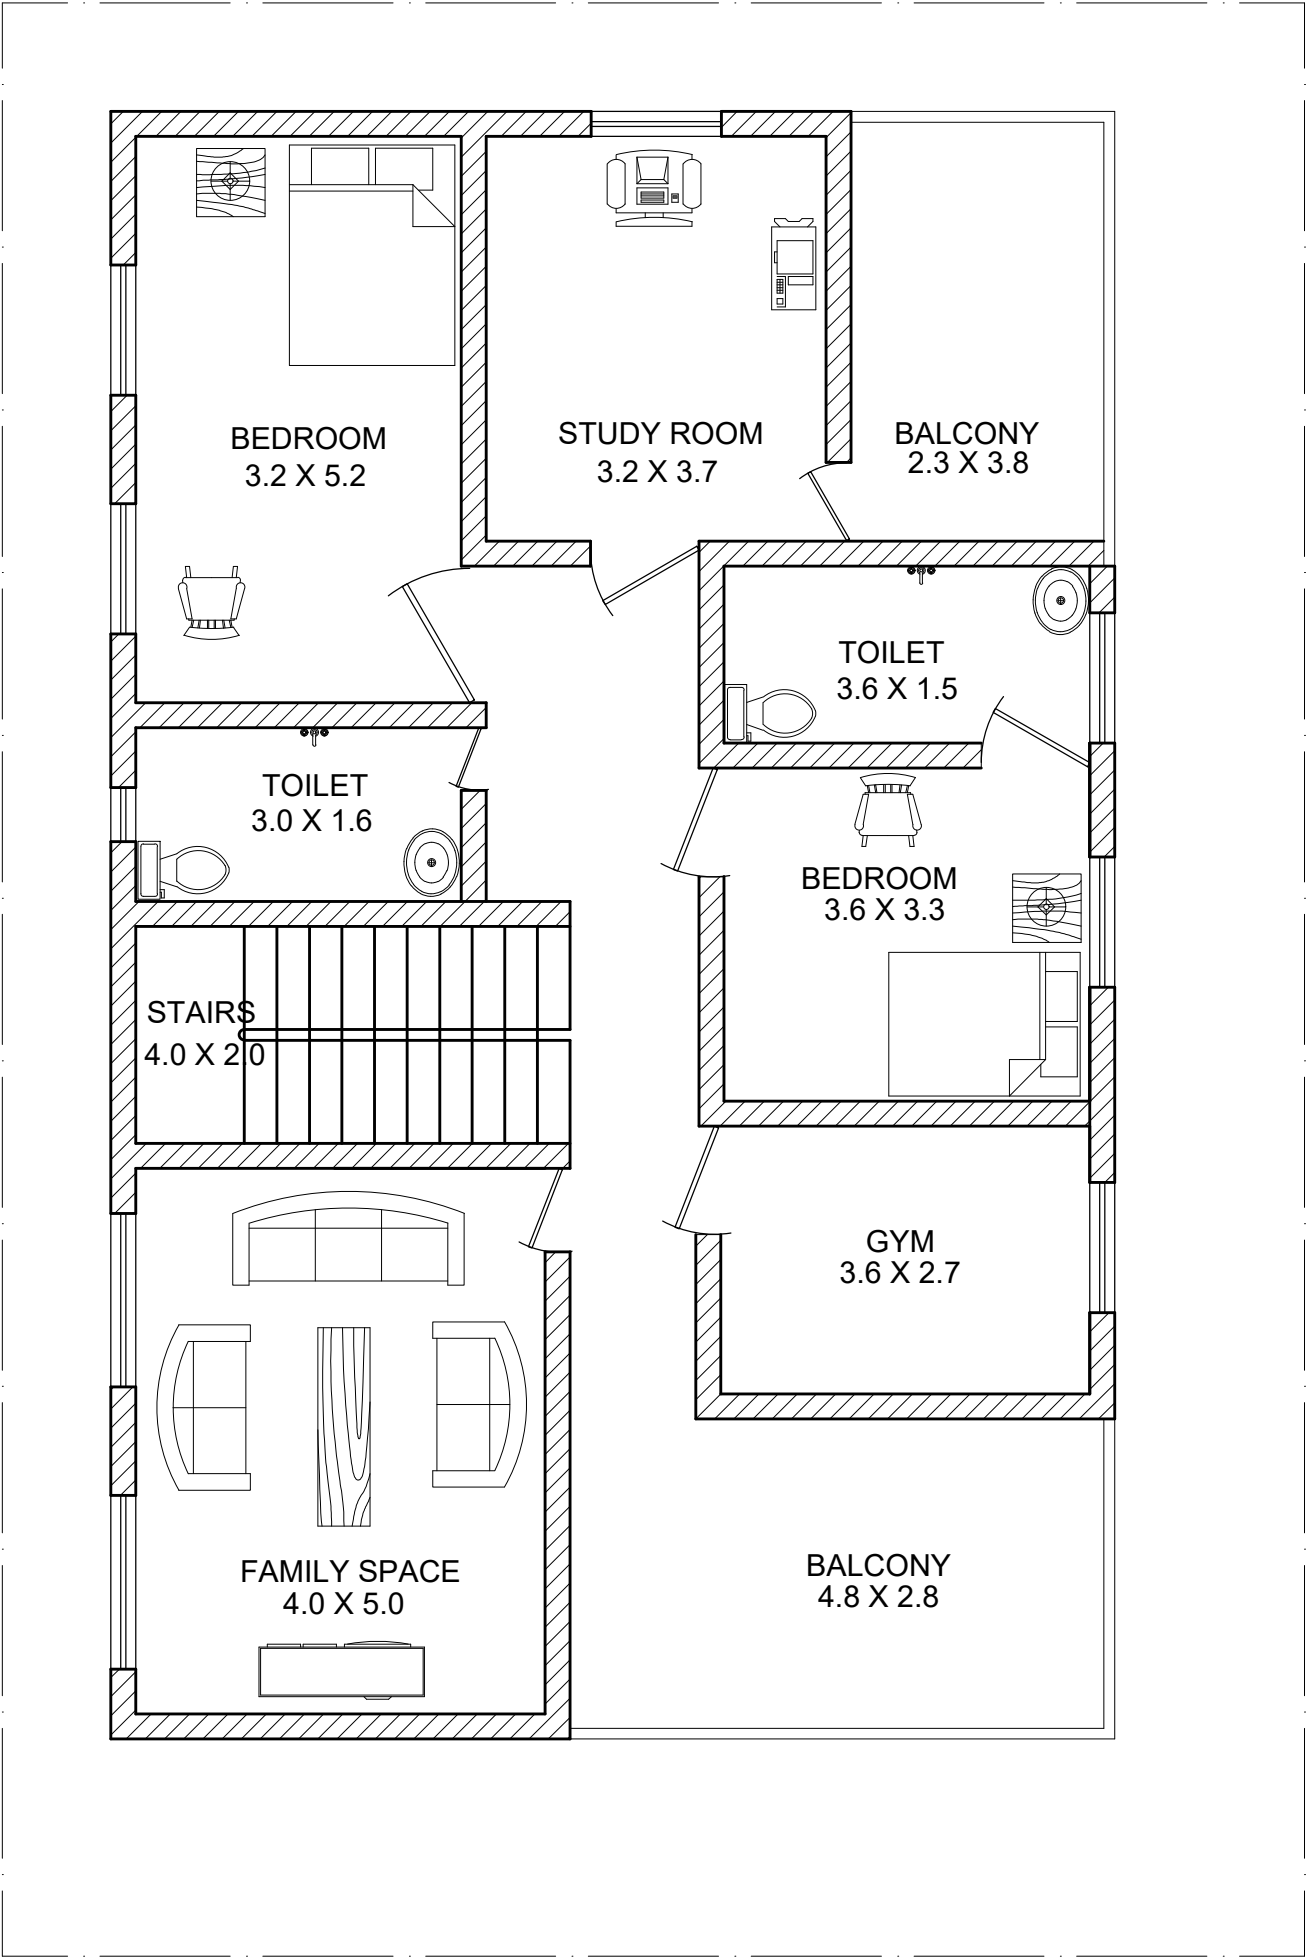 BEDROOM
3.2 X 5.2
STUDY ROOM
3.2 X 3.7
BALCONY
2.3 X 3.8
TOILET
3.6 X 1.5
TOILET
3.0 X 1.6
BEDROOM
3.6 X 3.3
STAIRS
4.0 X 2.0
GYM
3.6 X 2.7
FAMILY SPACE
4.0 X 5.0
BALCONY
4.8 X 2.8